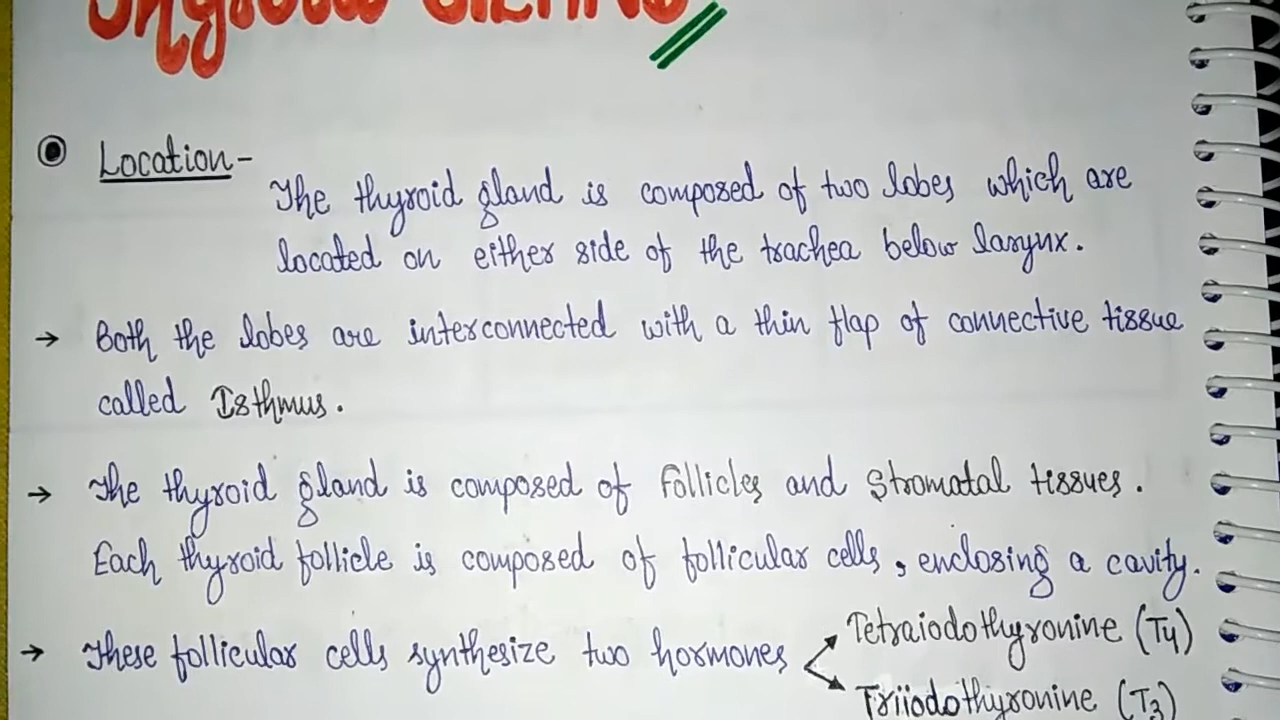 Thyroid GLAND
Location-
The thyroid gland is composed of two lobes which are
located on either side of the trachea below larynx.
→ Both the lobes are interconnected with a thin flap of connective tissue
called Isthmus.
→ The thyroid gland is composed of Follicles and Stromatal tissues.
Each thyroid follicle is composed of follicular cells, enclosing a cavity.
→ These follicular cells synthesize two hormones
Tetraiodothyronine (T4)
Triiodothyronine (T3)